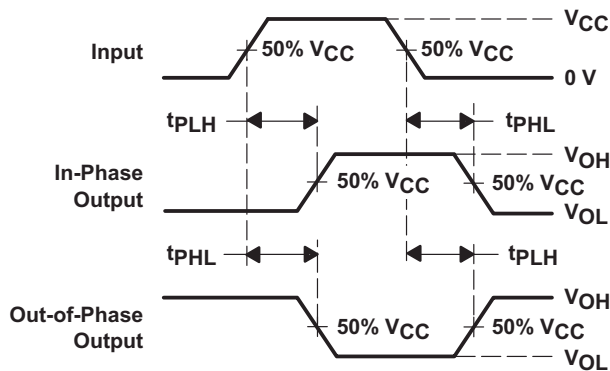 VCC
Input
50% VCC
50% VCC
0 V
tPLH
tPHL
In-Phase
Output
VOH
50% VCC
50% VCC
VOL
tPHL
tPLH
Out-of-Phase
Output
VOH
50% VCC
50% VCC
VOL